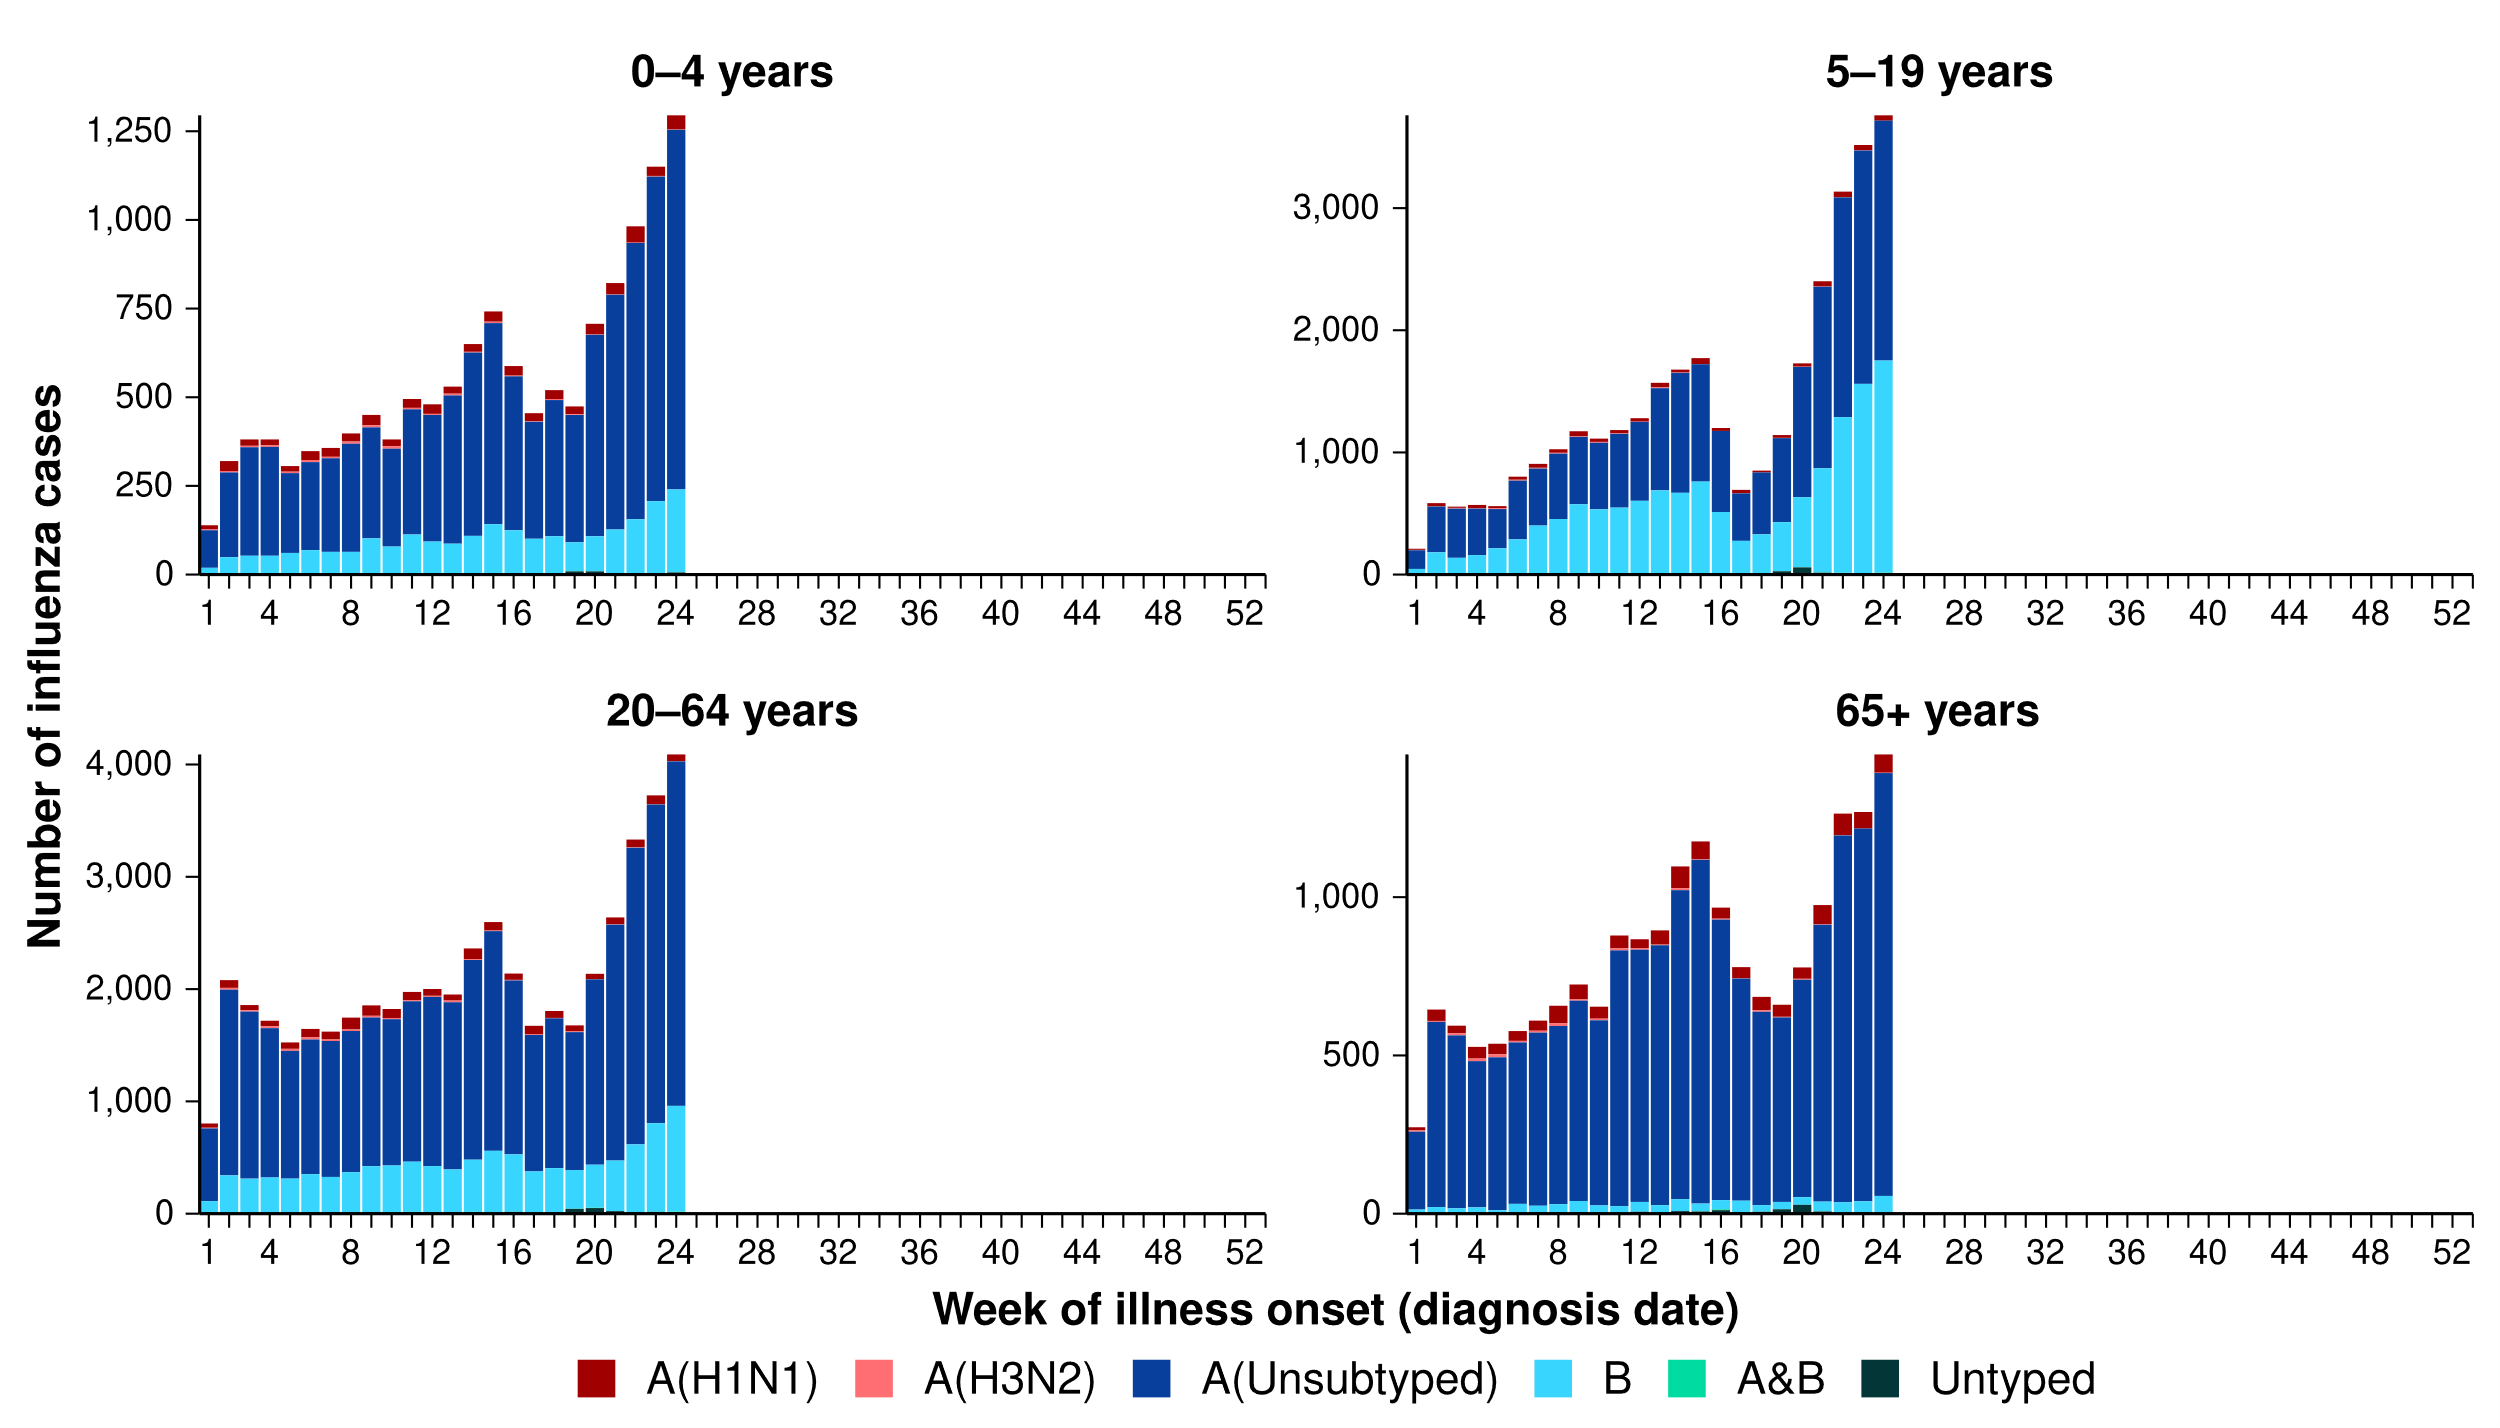 0–4 years
5–19 years
1,250
1,000
750
500
250
0
1 4 8 12 16 20 24 28 32 36 40 44 48 52
3,000
2,000
1,000
0
1 4 8 12 16 20 24 28 32 36 40 44 48 52
Number of influenza cases
20–64 years
65+ years
4,000
3,000
2,000
1,000
0
1 4 8 12 16 20 24 28 32 36 40 44 48 52
1,000
500
0
1 4 8 12 16 20 24 28 32 36 40 44 48 52
Week of illness onset (diagnosis date)
A(H1N1) A(H3N2) A(Unsubtyped) B A&B Untyped